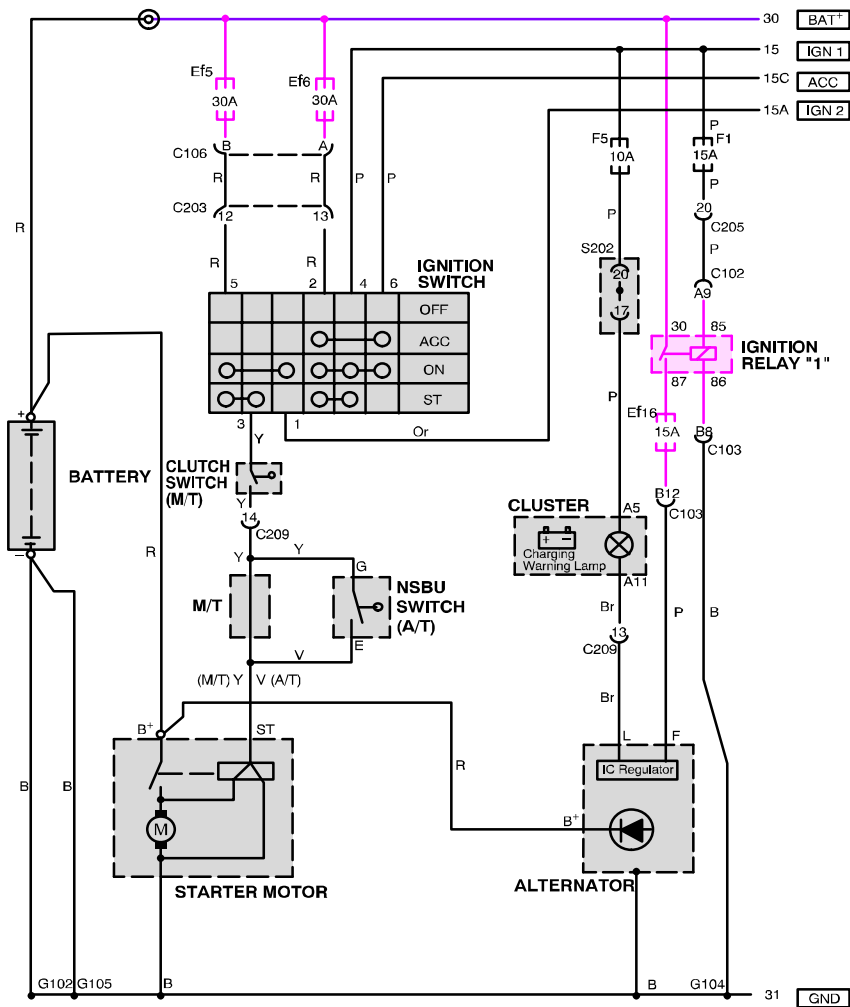 30 BAT+
15 IGN 1
15C ACC
15A IGN 2
Ef5
30A
Ef6
30A
F5
10A
P
F1
15A
P
C106
B
A
R
R
P
P
C203
12
13
R
R
R
P
20
C205
P
S202
20
17
C102
A9
IGNITION
SWITCH
5
2
4
6
OFF
ACC
ON
ST
3
1
Y
Or
30
85
IGNITION
RELAY "1"
87
86
P
Ef16
15A
B8
C103
B12
C103
+
BATTERY
–
CLUTCH
SWITCH
(M/T)
Y
14
C209
CLUSTER
A5
+ –
Charging
Warning Lamp
A11
R
Y
Y
G
M/T
NSBU
SWITCH
(A/T)
E
V
(M/T) Y
V (A/T)
Br
13
C209
Br
P
B
B+
ST
M
STARTER MOTOR
R
L
F
IC Regulator
B+
ALTERNATOR
B
B
G102
G105
B
B
G104
31 GND